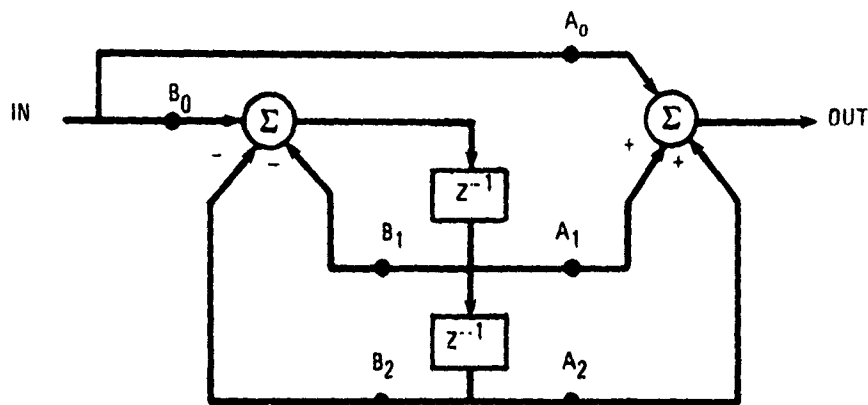 A₀
IN
B₀
Σ
Σ
OUT
-
-
+
+
Z⁻¹
B₁
A₁
Z⁻¹
B₂
A₂